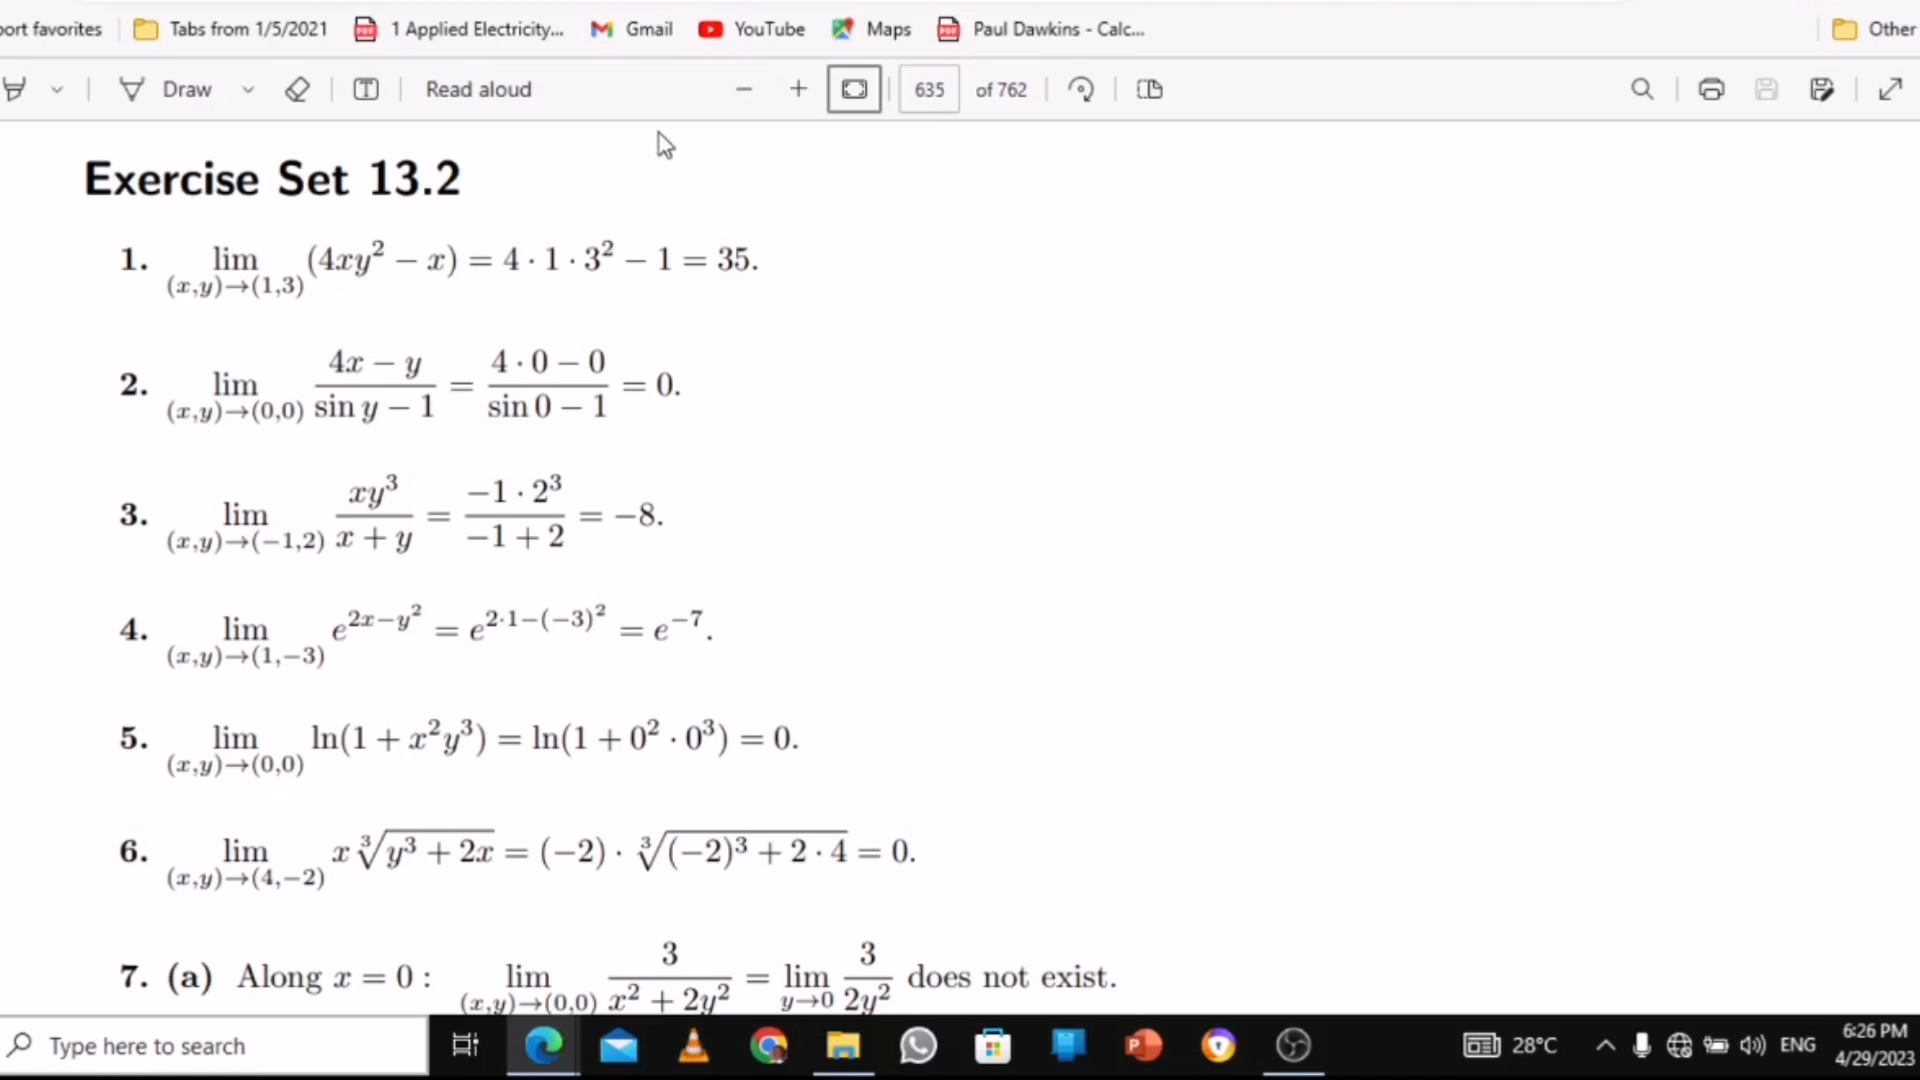 ort favorites Tabs from 1/5/2021 1 Applied Electricity... Gmail YouTube Maps Paul Dawkins - Calc... Other
Draw T Read aloud − + 635 of 762
Exercise Set 13.2
1. lim (x,y)→(1,3) (4xy² − x) = 4 · 1 · 3² − 1 = 35.
2. lim (x,y)→(0,0) (4x − y)/(sin y − 1) = (4 · 0 − 0)/(sin 0 − 1) = 0.
3. lim (x,y)→(−1,2) xy³/(x + y) = (−1 · 2³)/(−1 + 2) = −8.
4. lim (x,y)→(1,−3) e^(2x−y²) = e^(2·1−(−3)²) = e⁻⁷.
5. lim (x,y)→(0,0) ln(1 + x²y³) = ln(1 + 0² · 0³) = 0.
6. lim (x,y)→(4,−2) x ∛(y³ + 2x) = (−2) · ∛((−2)³ + 2 · 4) = 0.
7. (a) Along x = 0 : lim (x,y)→(0,0) 3/(x² + 2y²) = lim y→0 3/(2y²) does not exist.
Type here to search 28°C ENG 6:26 PM
4/29/2023